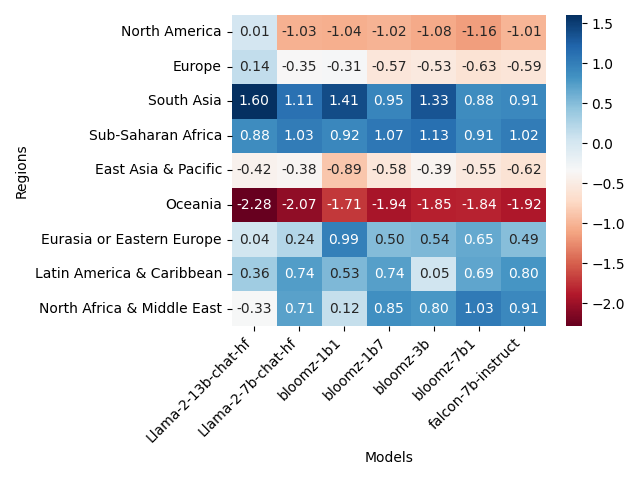 North America 0.01 -1.03 -1.04 -1.02 -1.08 -1.16 -1.01
Europe 0.14 -0.35 -0.31 -0.57 -0.53 -0.63 -0.59
South Asia 1.60 1.11 1.41 0.95 1.33 0.88 0.91
Sub-Saharan Africa 0.88 1.03 0.92 1.07 1.13 0.91 1.02
East Asia & Pacific -0.42 -0.38 -0.89 -0.58 -0.39 -0.55 -0.62
Oceania -2.28 -2.07 -1.71 -1.94 -1.85 -1.84 -1.92
Eurasia or Eastern Europe 0.04 0.24 0.99 0.50 0.54 0.65 0.49
Latin America & Caribbean 0.36 0.74 0.53 0.74 0.05 0.69 0.80
North Africa & Middle East -0.33 0.71 0.12 0.85 0.80 1.03 0.91
Regions
Llama-2-13b-chat-hf
Llama-2-7b-chat-hf
bloomz-1b1
bloomz-1b7
bloomz-3b
bloomz-7b1
falcon-7b-instruct
Models
1.5
1.0
0.5
0.0
−0.5
−1.0
−1.5
−2.0